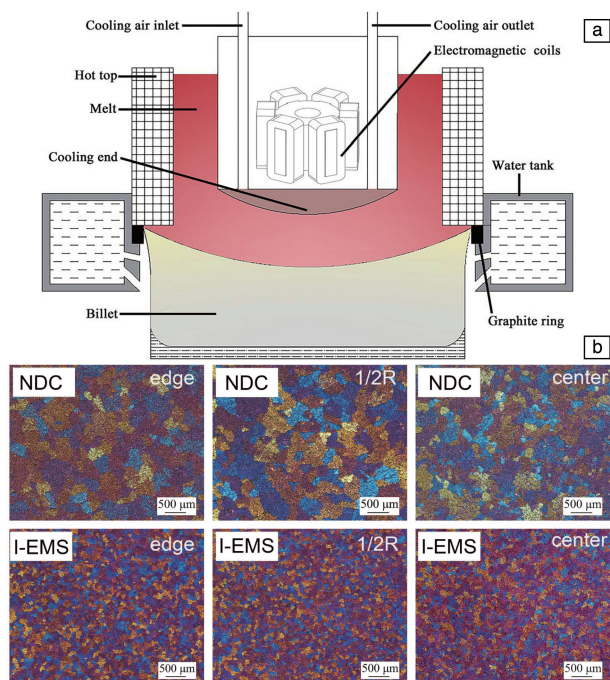 Cooling air inlet
Cooling air outlet
a
Electromagnetic coils
Hot top
Melt
Cooling end
Water tank
Billet
Graphite ring
b
NDC
edge
500 μm
NDC
1/2R
500 μm
NDC
center
500 μm
I-EMS
edge
500 μm
I-EMS
1/2R
500 μm
I-EMS
center
500 μm